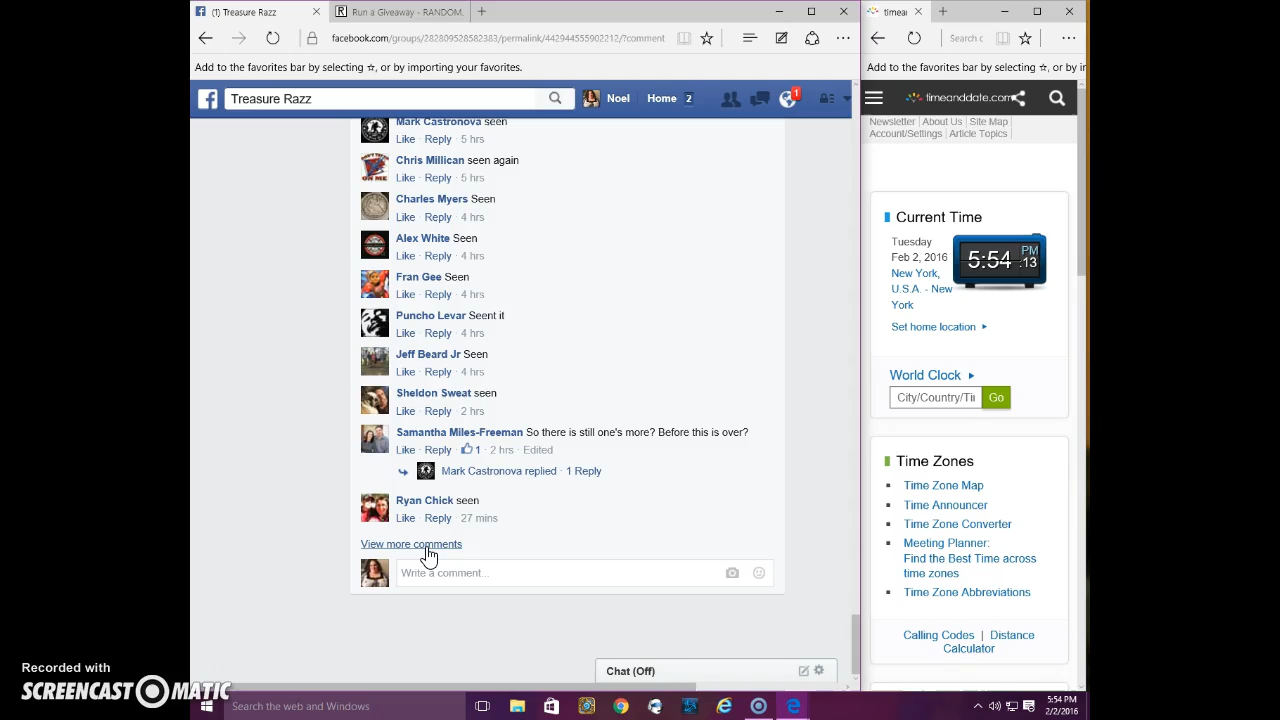 (1) Treasure Razz
Run a Giveaway - RANDOM.
facebook.com/groups/282809528582383/permalink/442944555902212/?comment
Add to the favorites bar by selecting ☆, or by importing your favorites.
Treasure Razz
Noel
Home 2
1
Mark Castronova seen
Like · Reply · 5 hrs
Chris Millican seen again
Like · Reply · 5 hrs
Charles Myers Seen
Like · Reply · 4 hrs
Alex White Seen
Like · Reply · 4 hrs
Fran Gee Seen
Like · Reply · 4 hrs
Puncho Levar Seent it
Like · Reply · 4 hrs
Jeff Beard Jr Seen
Like · Reply · 4 hrs
Sheldon Sweat seen
Like · Reply · 2 hrs
Samantha Miles-Freeman So there is still one's more? Before this is over?
Like · Reply · 1 · 2 hrs · Edited
Mark Castronova replied · 1 Reply
Ryan Chick seen
Like · Reply · 27 mins
View more comments
Write a comment...
Chat (Off)
timea
Search c
Add to the favorites bar by selecting ☆, or by im
timeanddate.com
Newsletter | About Us | Site Map
Account/Settings | Article Topics |
Current Time
Tuesday
Feb 2, 2016
New York,
U.S.A. - New
York
5:54 PM :13
Set home location
World Clock
City/Country/Tii
Go
Time Zones
Time Zone Map
Time Announcer
Time Zone Converter
Meeting Planner:
Find the Best Time across
time zones
Time Zone Abbreviations
Calling Codes | Distance
Calculator
Recorded with
SCREENCAST-O-MATIC
Search the web and Windows
5:54 PM
2/2/2016